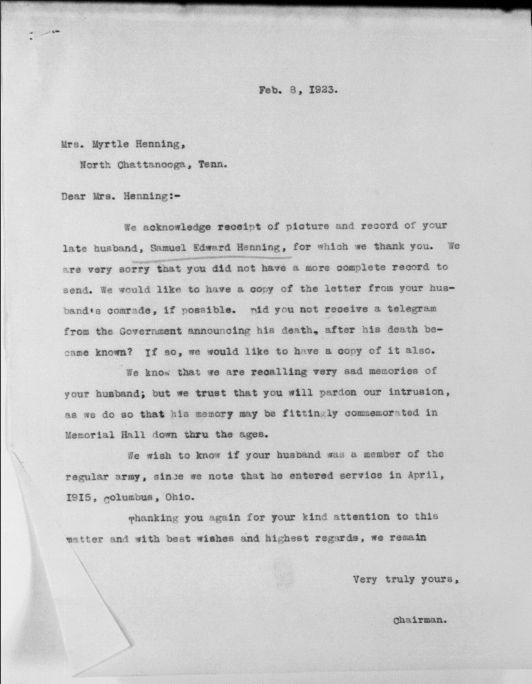 Feb. 8, I923.
Mrs. Myrtle Henning,
North Chattanooga, Tenn.
Dear Mrs. Henning:-
We acknowledge receipt of picture and record of your
late husband, Samuel Edward Henning, for which we thank you. We
are very sorry that you did not have a more complete record to
send. We would like to have a copy of the letter from your hus-
band's comrade, if possible. Did you not receive a telegram
from the Government announcing his death, after his death be-
came known? If so, we would like to have a copy of it also.
We know that we are recalling very sad memories of
your husband; but we trust that you will pardon our intrusion,
as we do so that his memory may be fittingly commemorated in
Memorial Hall down thru the ages.
We wish to know if your husband was a member of the
regular army, since we note that he entered service in April,
I9I5, Columbus, Ohio.
Thanking you again for your kind attention to this
matter and with best wishes and highest regards, we remain
Very truly yours,
Chairman.